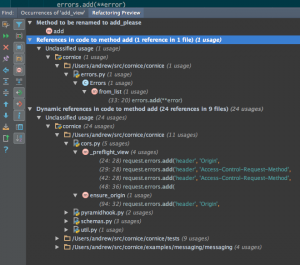 errors.add(**error)
Find: Occurrences of 'add_view' Refactoring Preview
Method to be renamed to add_please
add
References in code to method add (1 reference in 1 file) (1 usage)
Unclassified usage (1 usage)
cornice (1 usage)
/Users/andrew/src/cornice/cornice (1 usage)
errors.py (1 usage)
Errors (1 usage)
from_list (1 usage)
(33: 20) errors.add(**error)
Dynamic references in code to method add (24 references in 9 files) (24 usages)
Unclassified usage (24 usages)
cornice (24 usages)
/Users/andrew/src/cornice/cornice (11 usages)
cors.py (5 usages)
_preflight_view (4 usages)
(24: 28) request.errors.add('header', 'Origin',
(29: 28) request.errors.add('header', 'Access-Control-Request-Method',
(42: 28) request.errors.add('header', 'Access-Control-Request-Method',
(48: 36) request.errors.add(
ensure_origin (1 usage)
(94: 32) request.errors.add('header', 'Origin',
pyramidhook.py (2 usages)
schemas.py (3 usages)
util.py (1 usage)
/Users/andrew/src/cornice/cornice/tests (9 usages)
/Users/andrew/src/cornice/examples/messaging/messaging (4 usages)